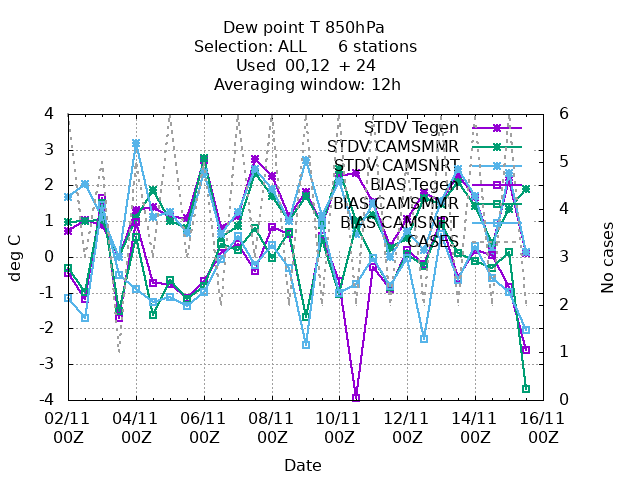 Dew point T 850hPa
Selection: ALL 6 stations
Used 00,12 + 24
Averaging window: 12h
4 6
STDV Tegen
3 5
STDV CAMSMMR
STDV CAMSNRT
2 BIAS Tegen
BIAS CAMSMMR 4
1
BIAS CAMSNRT
CASES
deg C
No cases
0 3
-1 2
-2
1
-3
-4 0
02/11 04/11 06/11 08/11 10/11 12/11 14/11 16/11
00Z 00Z 00Z 00Z 00Z 00Z 00Z 00Z
Date